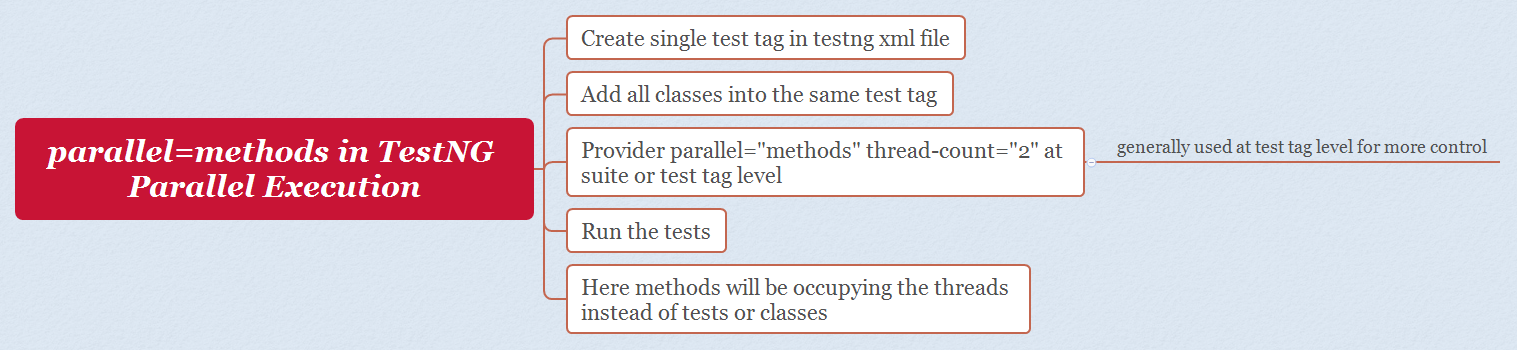 parallel=methods in TestNG
Parallel Execution
Create single test tag in testng xml file
Add all classes into the same test tag
Provider parallel="methods" thread-count="2" at
suite or test tag level
generally used at test tag level for more control
Run the tests
Here methods will be occupying the threads
instead of tests or classes